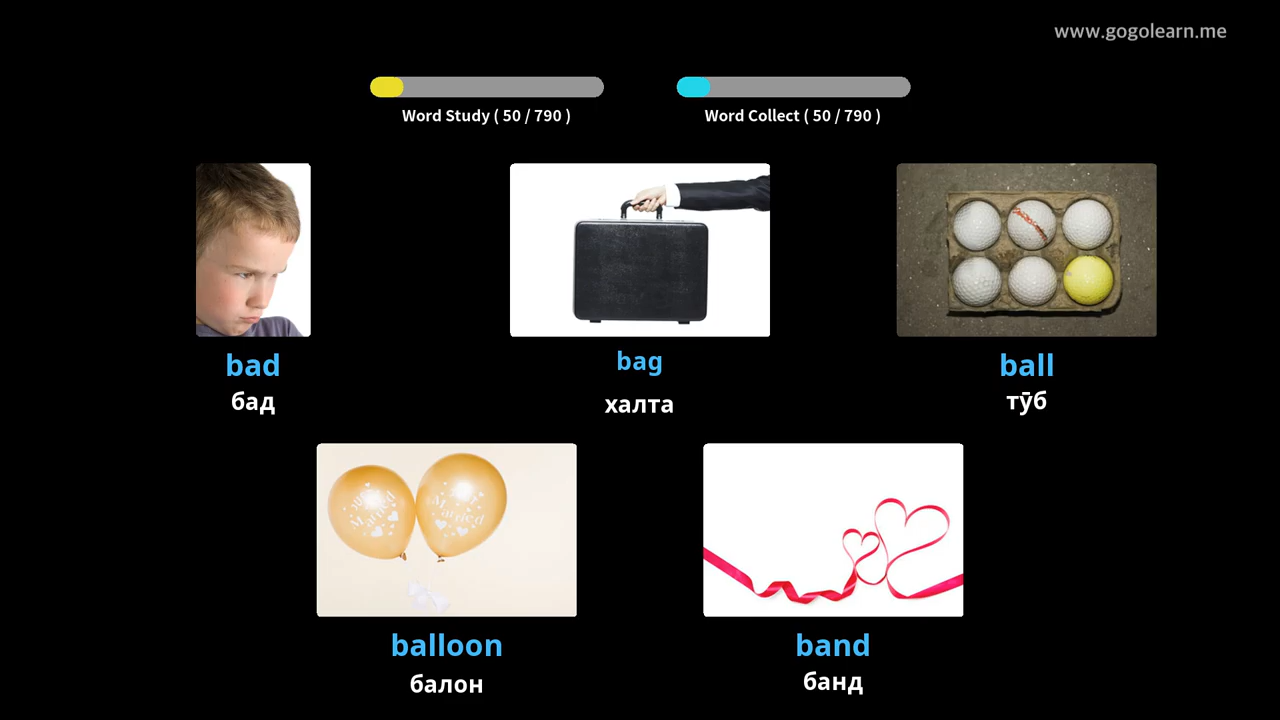 www.gogolearn.me
Word Study ( 50 / 790 )
Word Collect ( 50 / 790 )
bad
бад
bag
халта
ball
тӯб
balloon
балон
band
банд